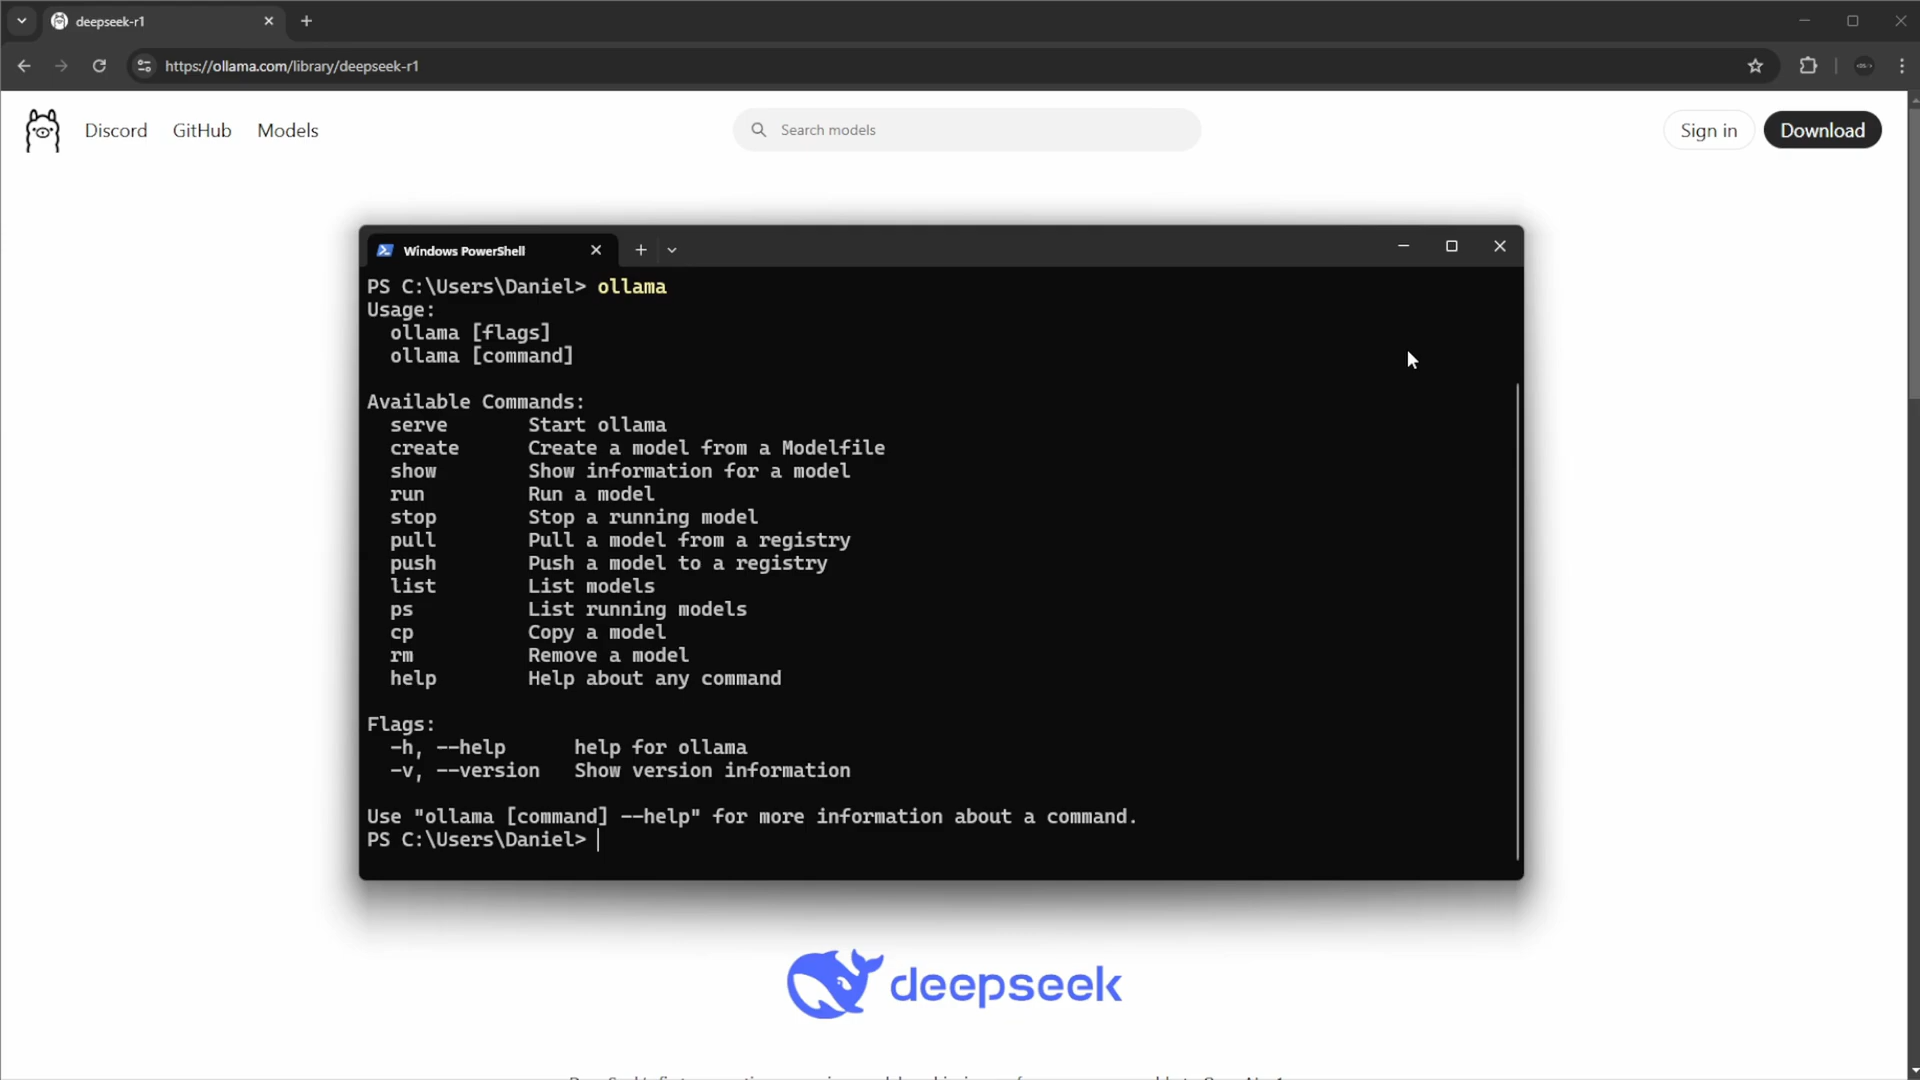 deepseek-r1
https://ollama.com/library/deepseek-r1
Discord GitHub Models
Search models
Sign in
Download
Windows PowerShell
PS C:\Users\Daniel> ollama
Usage:
ollama [flags]
ollama [command]
Available Commands:
serve Start ollama
create Create a model from a Modelfile
show Show information for a model
run Run a model
stop Stop a running model
pull Pull a model from a registry
push Push a model to a registry
list List models
ps List running models
cp Copy a model
rm Remove a model
help Help about any command
Flags:
-h, --help help for ollama
-v, --version Show version information
Use "ollama [command] --help" for more information about a command.
PS C:\Users\Daniel>
deepseek